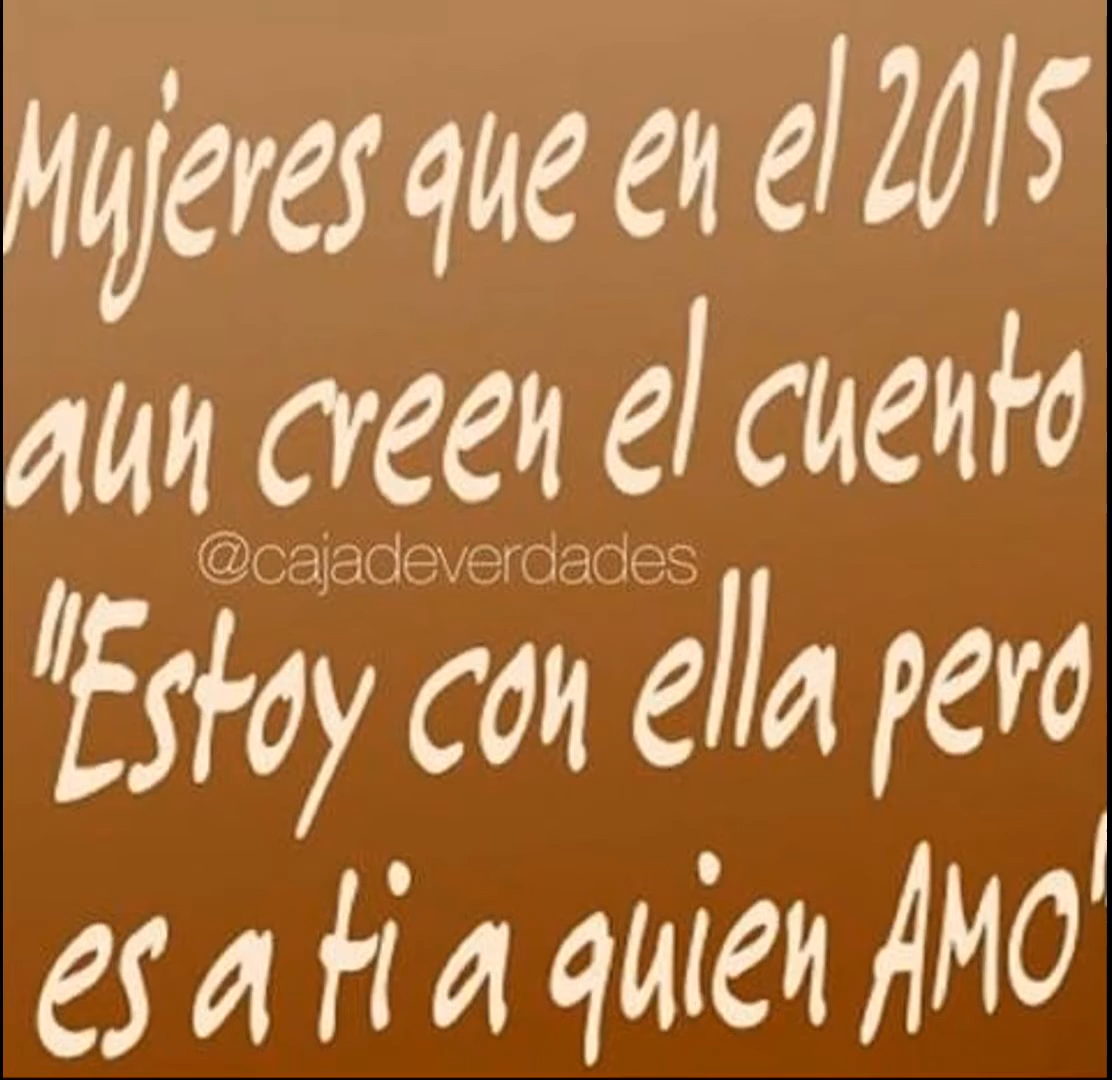 Mujeres que en el 2015
aun creen el cuento
@cajadeverdades
"Estoy con ella pero
es a ti a quien AMO"